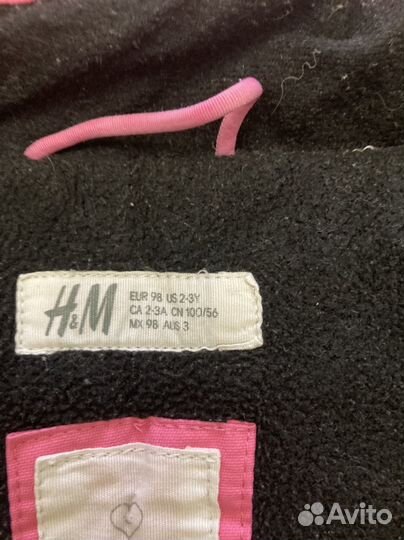 H&M
EUR 98 US 2-3Y
CA 2-3A CN 100/56
MX 98 AUS 3
Avito